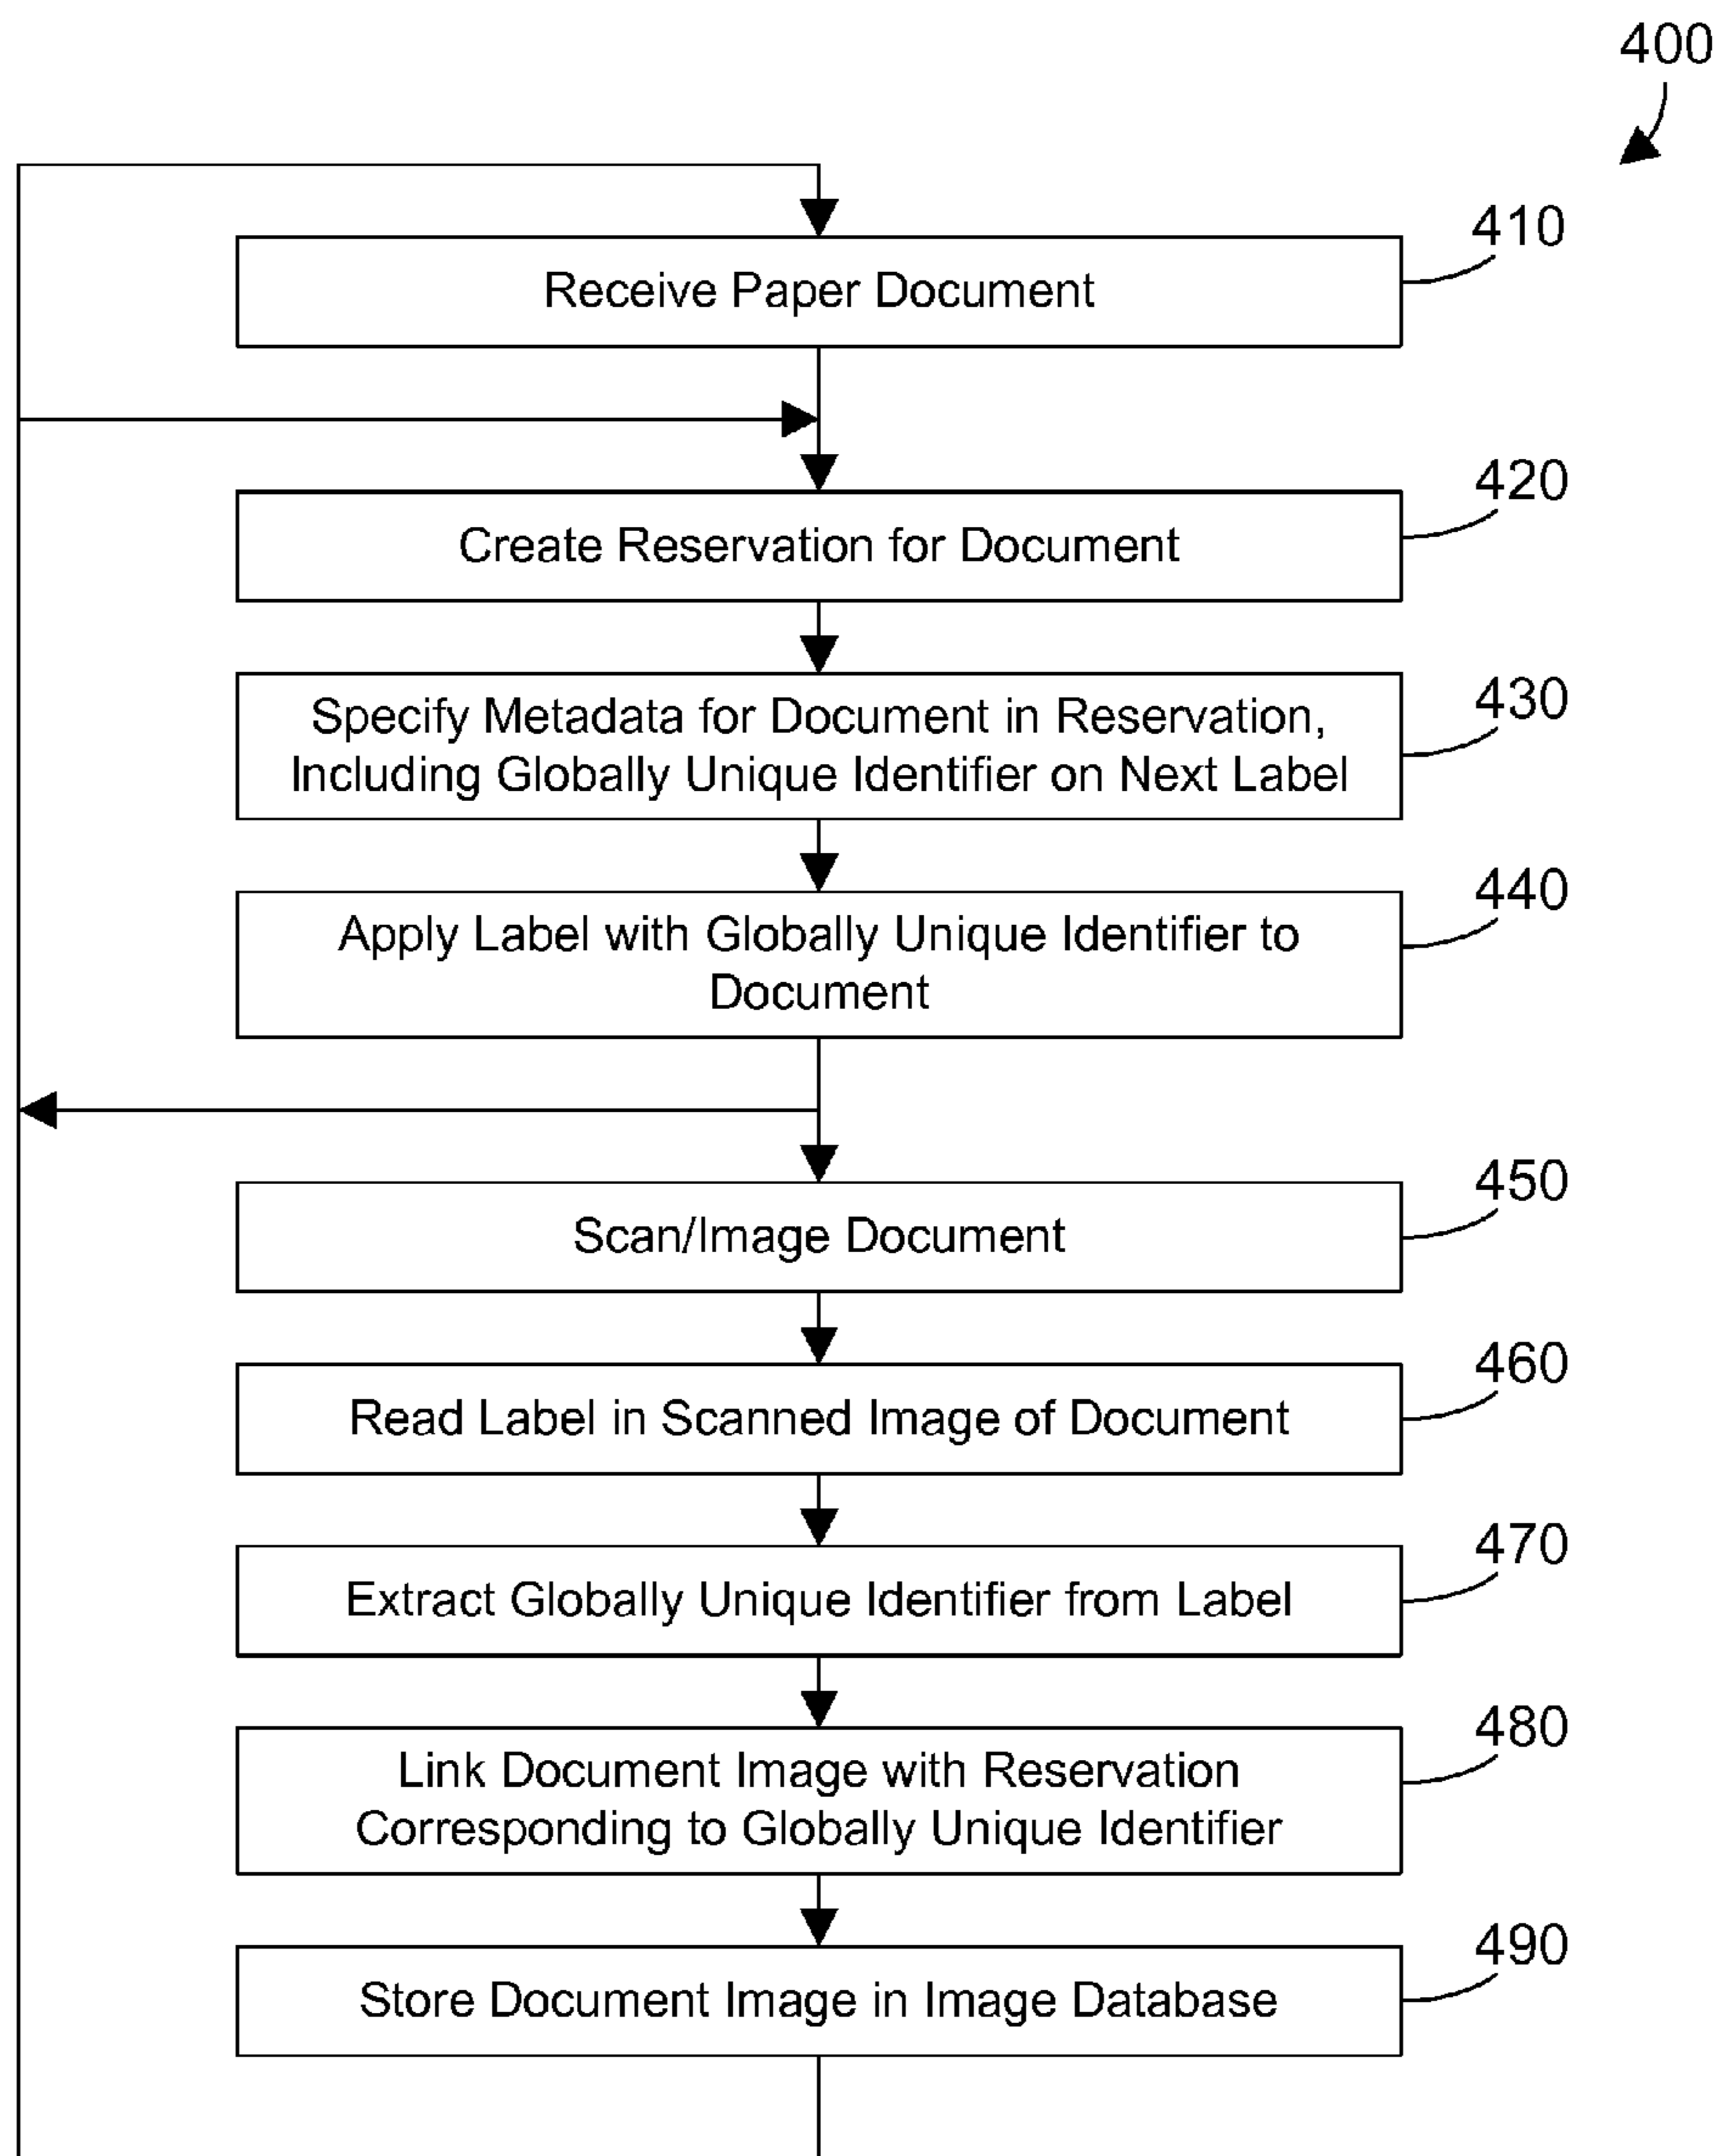 400
410
Receive Paper Document
420
Create Reservation for Document
430
Specify Metadata for Document in Reservation,
Including Globally Unique Identifier on Next Label
440
Apply Label with Globally Unique Identifier to
Document
450
Scan/Image Document
460
Read Label in Scanned Image of Document
470
Extract Globally Unique Identifier from Label
480
Link Document Image with Reservation
Corresponding to Globally Unique Identifier
490
Store Document Image in Image Database